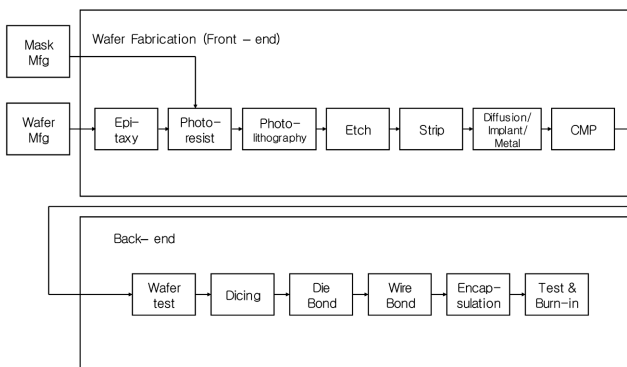 Mask
Mfg
Wafer Fabrication (Front – end)
Wafer
Mfg
Epi-
taxy
Photo-
resist
Photo-
lithography
Etch
Strip
Diffusion/
Implant/
Metal
CMP
Back– end
Wafer
test
Dicing
Die
Bond
Wire
Bond
Encap-
sulation
Test &
Burn-in